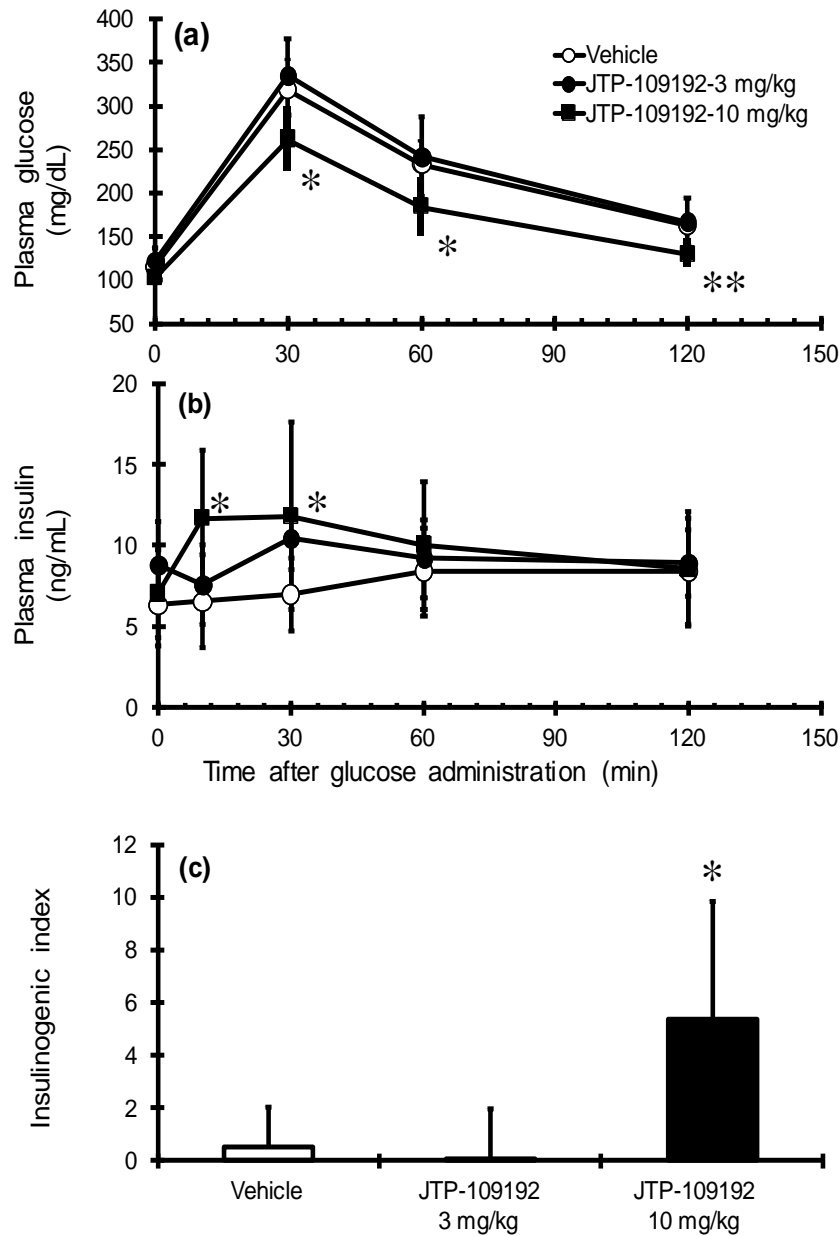 (a)
Vehicle
JTP-109192-3 mg/kg
JTP-109192-10 mg/kg
Plasma glucose
(mg/dL)
400
350
300
250
200
150
100
50
*
*
**
0 30 60 90 120 150
(b)
Plasma insulin
(ng/mL)
20
15
10
5
0
* *
0 30 60 90 120 150
Time after glucose administration (min)
(c)
Insulinogenic index
12
10
8
6
4
2
0
*
Vehicle JTP-109192 JTP-109192
3 mg/kg 10 mg/kg